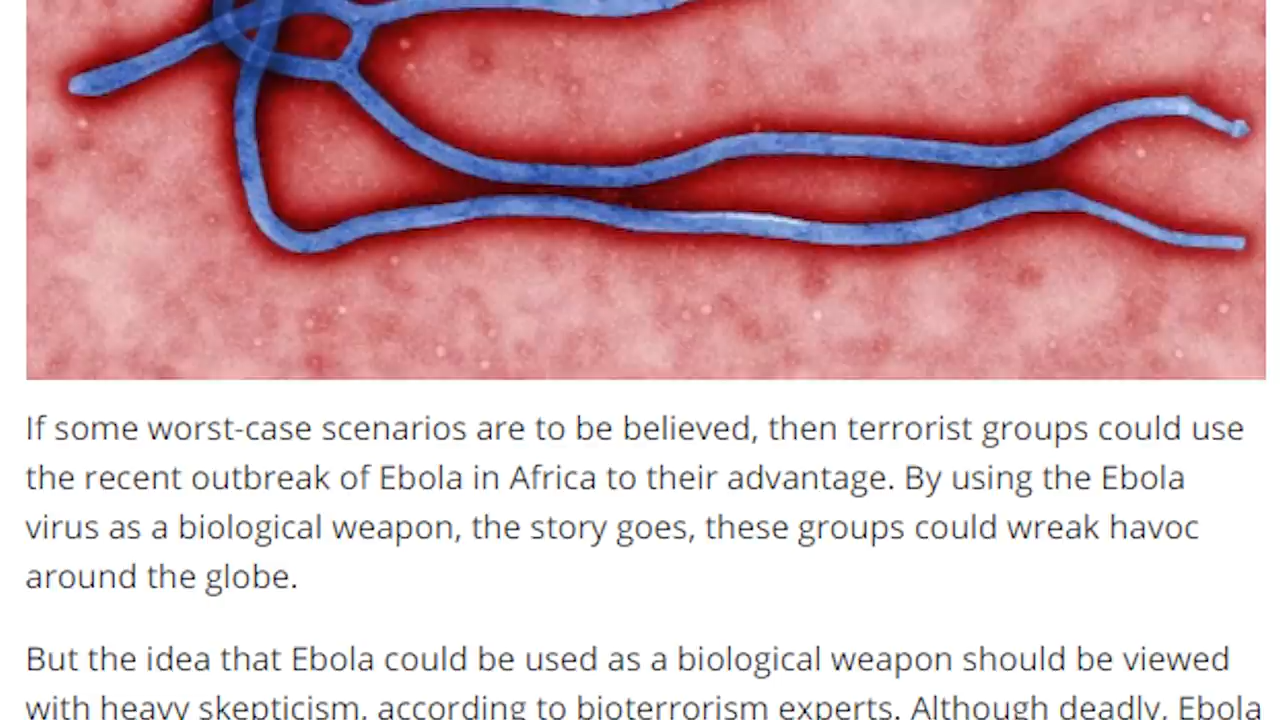 If some worst-case scenarios are to be believed, then terrorist groups could use
the recent outbreak of Ebola in Africa to their advantage. By using the Ebola
virus as a biological weapon, the story goes, these groups could wreak havoc
around the globe.
But the idea that Ebola could be used as a biological weapon should be viewed
with heavy skepticism, according to bioterrorism experts. Although deadly, Ebola